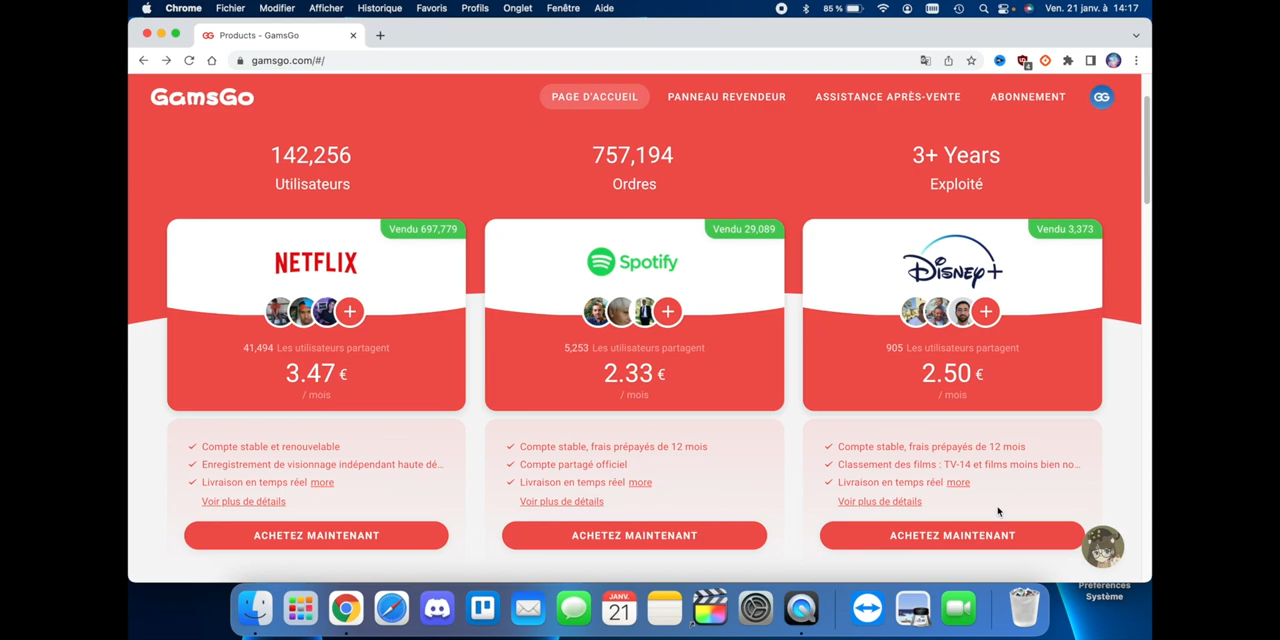 Chrome Fichier Modifier Afficher Historique Favoris Profils Onglet Fenêtre Aide 85 % Ven. 21 janv. à 14:17
GG Products - GamsGo
gamsgo.com/#/ 4
GamsGo PAGE D'ACCUEIL PANNEAU REVENDEUR ASSISTANCE APRÈS-VENTE ABONNEMENT GG
142,256 757,194 3+ Years
Utilisateurs Ordres Exploité
Vendu 697,779 Vendu 29,089 Vendu 3,373
NETFLIX Spotify Disney+
41,494 Les utilisateurs partagent 5,253 Les utilisateurs partagent 905 Les utilisateurs partagent
3.47 € 2.33 € 2.50 €
/ mois / mois / mois
Compte stable et renouvelable Compte stable, frais prépayés de 12 mois Compte stable, frais prépayés de 12 mois
Enregistrement de visionnage indépendant haute dé... Compte partagé officiel Classement des films : TV-14 et films moins bien no...
Livraison en temps réel more Livraison en temps réel more Livraison en temps réel more
Voir plus de détails Voir plus de détails Voir plus de détails
ACHETEZ MAINTENANT ACHETEZ MAINTENANT ACHETEZ MAINTENANT
Préférences
Système
JANV.
21